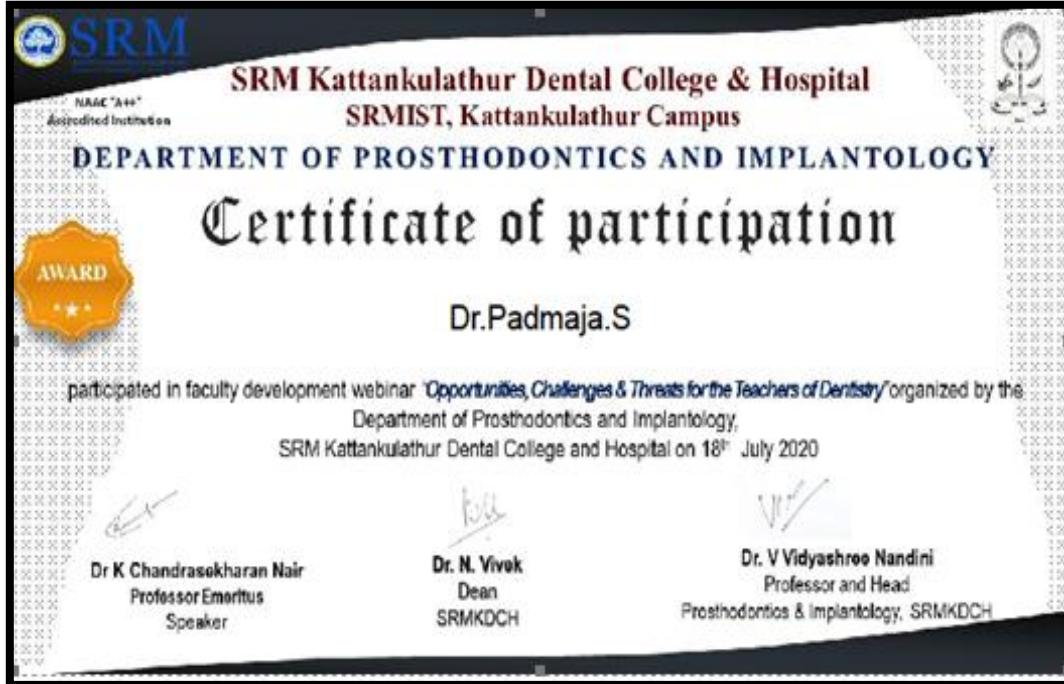 SRM
NAAC "A++"
Accredited Institution
SRM Kattankulathur Dental College & Hospital
SRMIST, Kattankulathur Campus
DEPARTMENT OF PROSTHODONTICS AND IMPLANTOLOGY
Certificate of participation
AWARD
Dr.Padmaja.S
participated in faculty development webinar "Opportunities, Challenges & Threats for the Teachers of Dentistry" organized by the
Department of Prosthodontics and Implantology,
SRM Kattankulathur Dental College and Hospital on 18th July 2020
Dr K Chandrasekharan Nair
Professor Emeritus
Speaker
Dr. N. Vivek
Dean
SRMKDCH
Dr. V Vidyashree Nandini
Professor and Head
Prosthodontics & Implantology, SRMKDCH